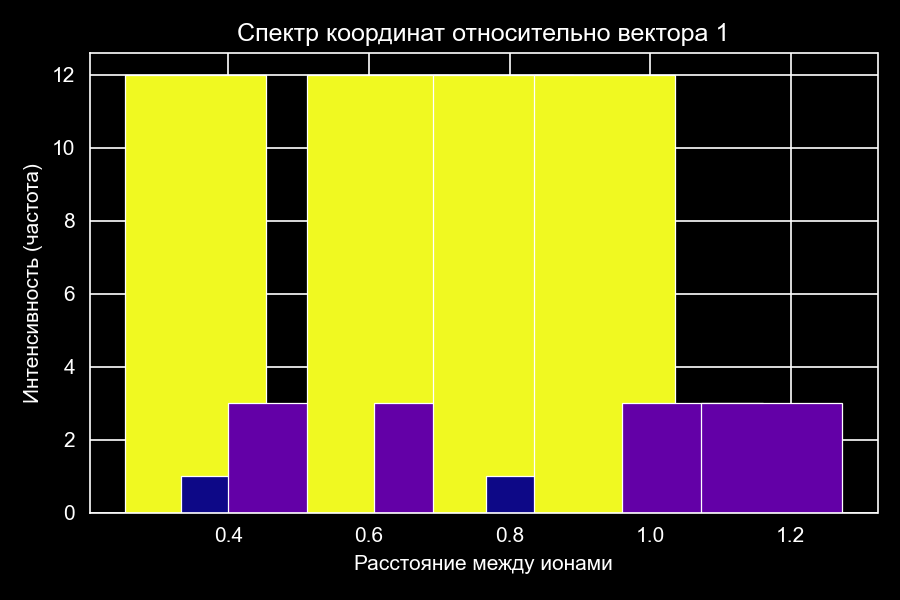 Спектр координат относительно вектора 1
Интенсивность (частота)
12
10
8
6
4
2
0
0.4 0.6 0.8 1.0 1.2
Расстояние между ионами